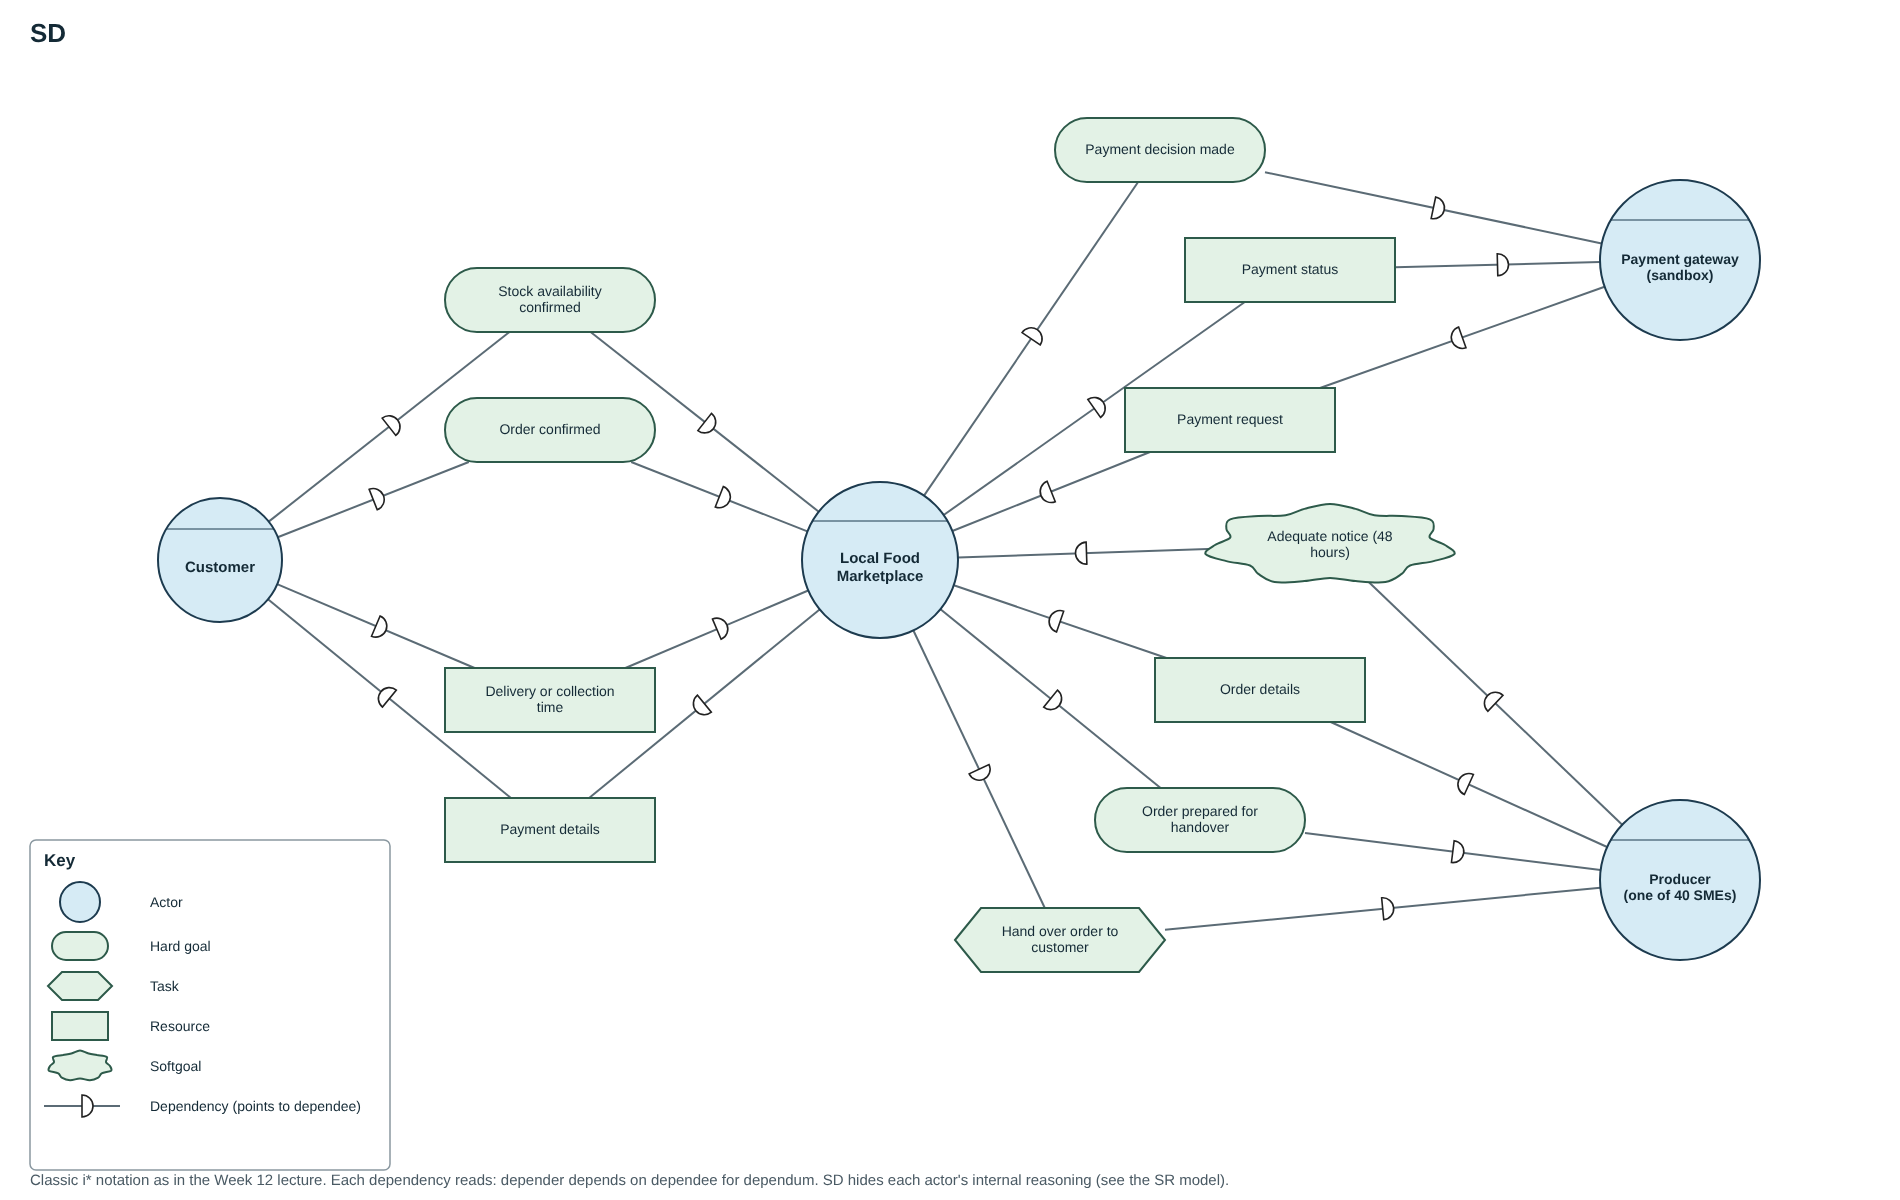 SD
Payment decision made
Payment status
Payment gateway
(sandbox)
Stock availability
confirmed
Order confirmed
Payment request
Customer
Local Food
Marketplace
Adequate notice (48
hours)
Delivery or collection
time
Order details
Payment details
Order prepared for
handover
Producer
(one of 40 SMEs)
Hand over order to
customer
Key
Actor
Hard goal
Task
Resource
Softgoal
Dependency (points to dependee)
Classic i* notation as in the Week 12 lecture. Each dependency reads: depender depends on dependee for dependum. SD hides each actor's internal reasoning (see the SR model).